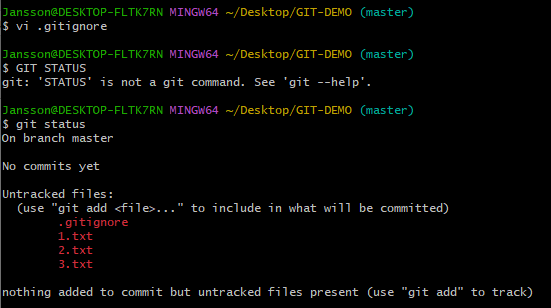 Jansson@DESKTOP-FLTK7RN MINGW64 ~/Desktop/GIT-DEMO (master)
$ vi .gitignore
Jansson@DESKTOP-FLTK7RN MINGW64 ~/Desktop/GIT-DEMO (master)
$ GIT STATUS
git: 'STATUS' is not a git command. See 'git --help'.
Jansson@DESKTOP-FLTK7RN MINGW64 ~/Desktop/GIT-DEMO (master)
$ git status
On branch master
No commits yet
Untracked files:
(use "git add <file>..." to include in what will be committed)
.gitignore
1.txt
2.txt
3.txt
nothing added to commit but untracked files present (use "git add" to track)